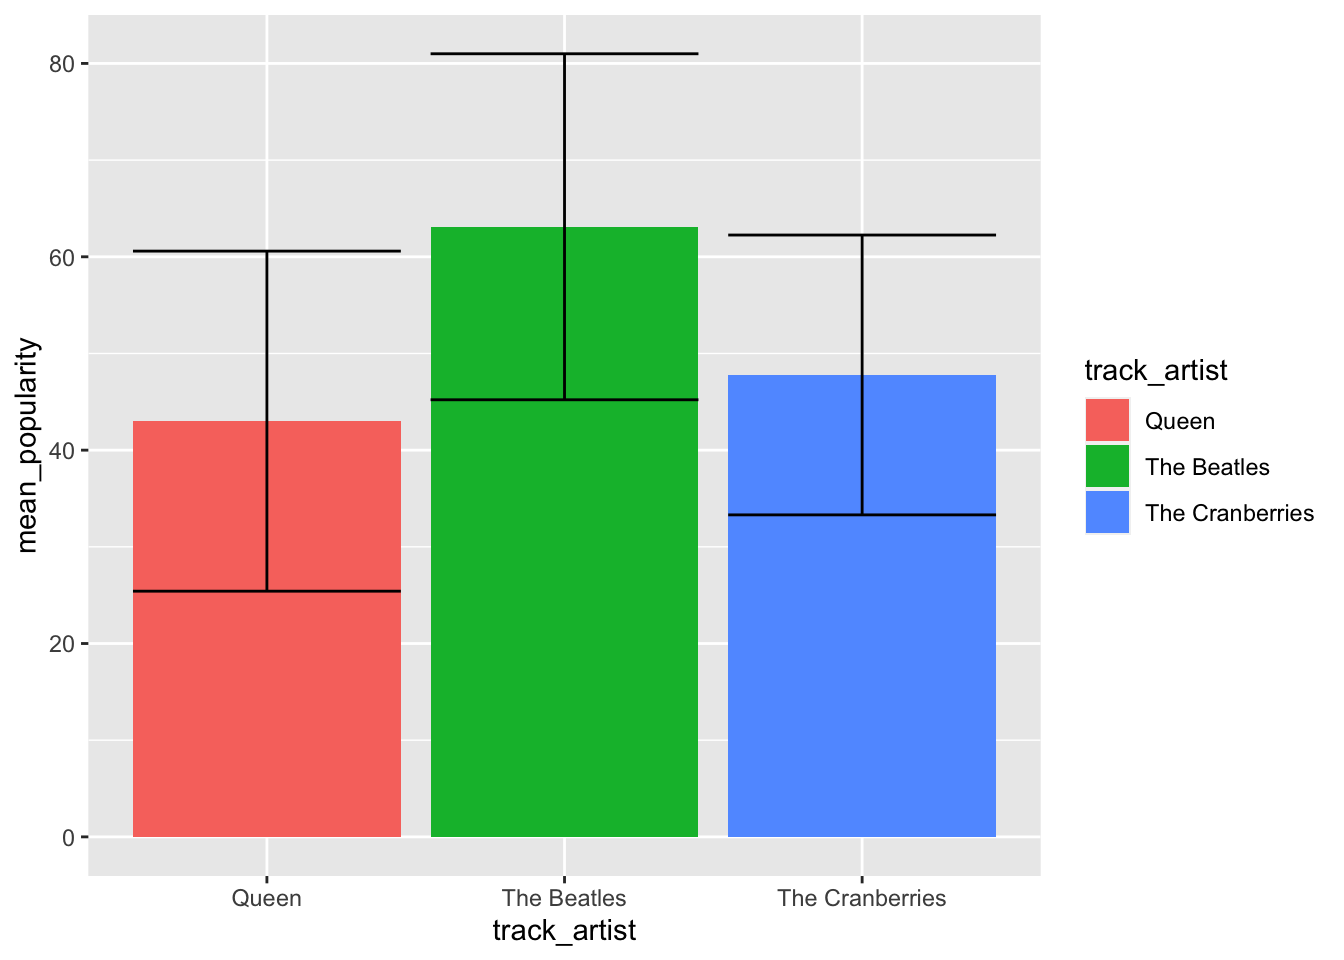 80
60
40
20
0
mean_popularity
Queen
The Beatles
The Cranberries
track_artist
track_artist
Queen
The Beatles
The Cranberries